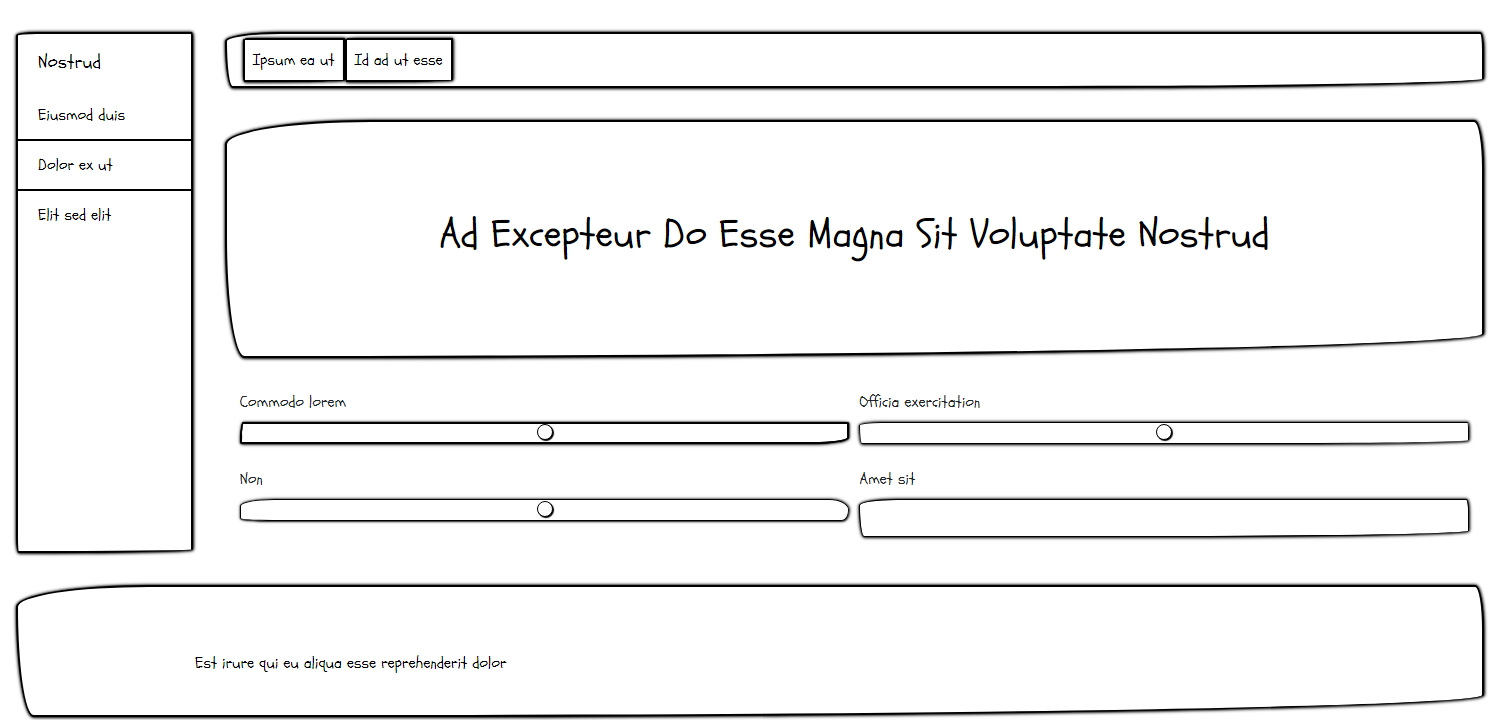 Nostrud
Eiusmod duis
Dolor ex ut
Elit sed elit
Ipsum ea ut
Id ad ut esse
Ad Excepteur Do Esse Magna Sit Voluptate Nostrud
Commodo lorem
Officia exercitation
Non
Amet sit
Est irure qui eu aliqua esse reprehenderit dolor